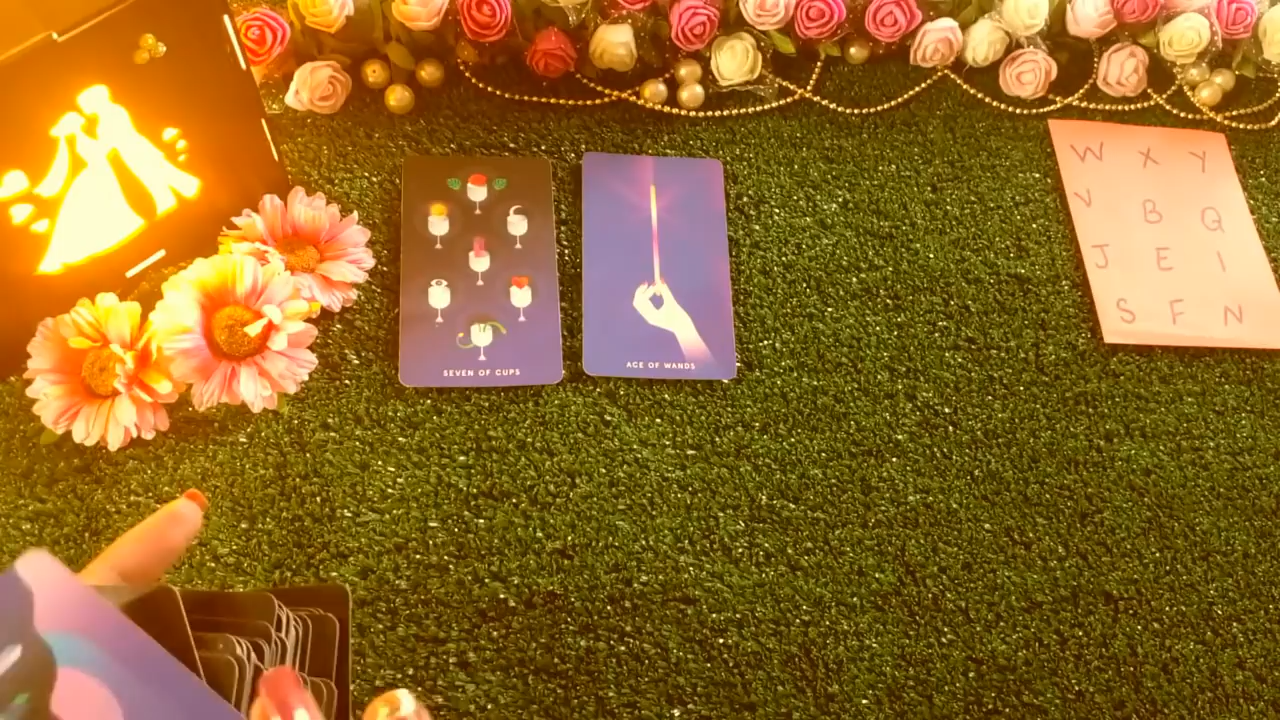 SEVEN OF CUPS
ACE OF WANDS
W X Y
V B Q
J E I
S F N